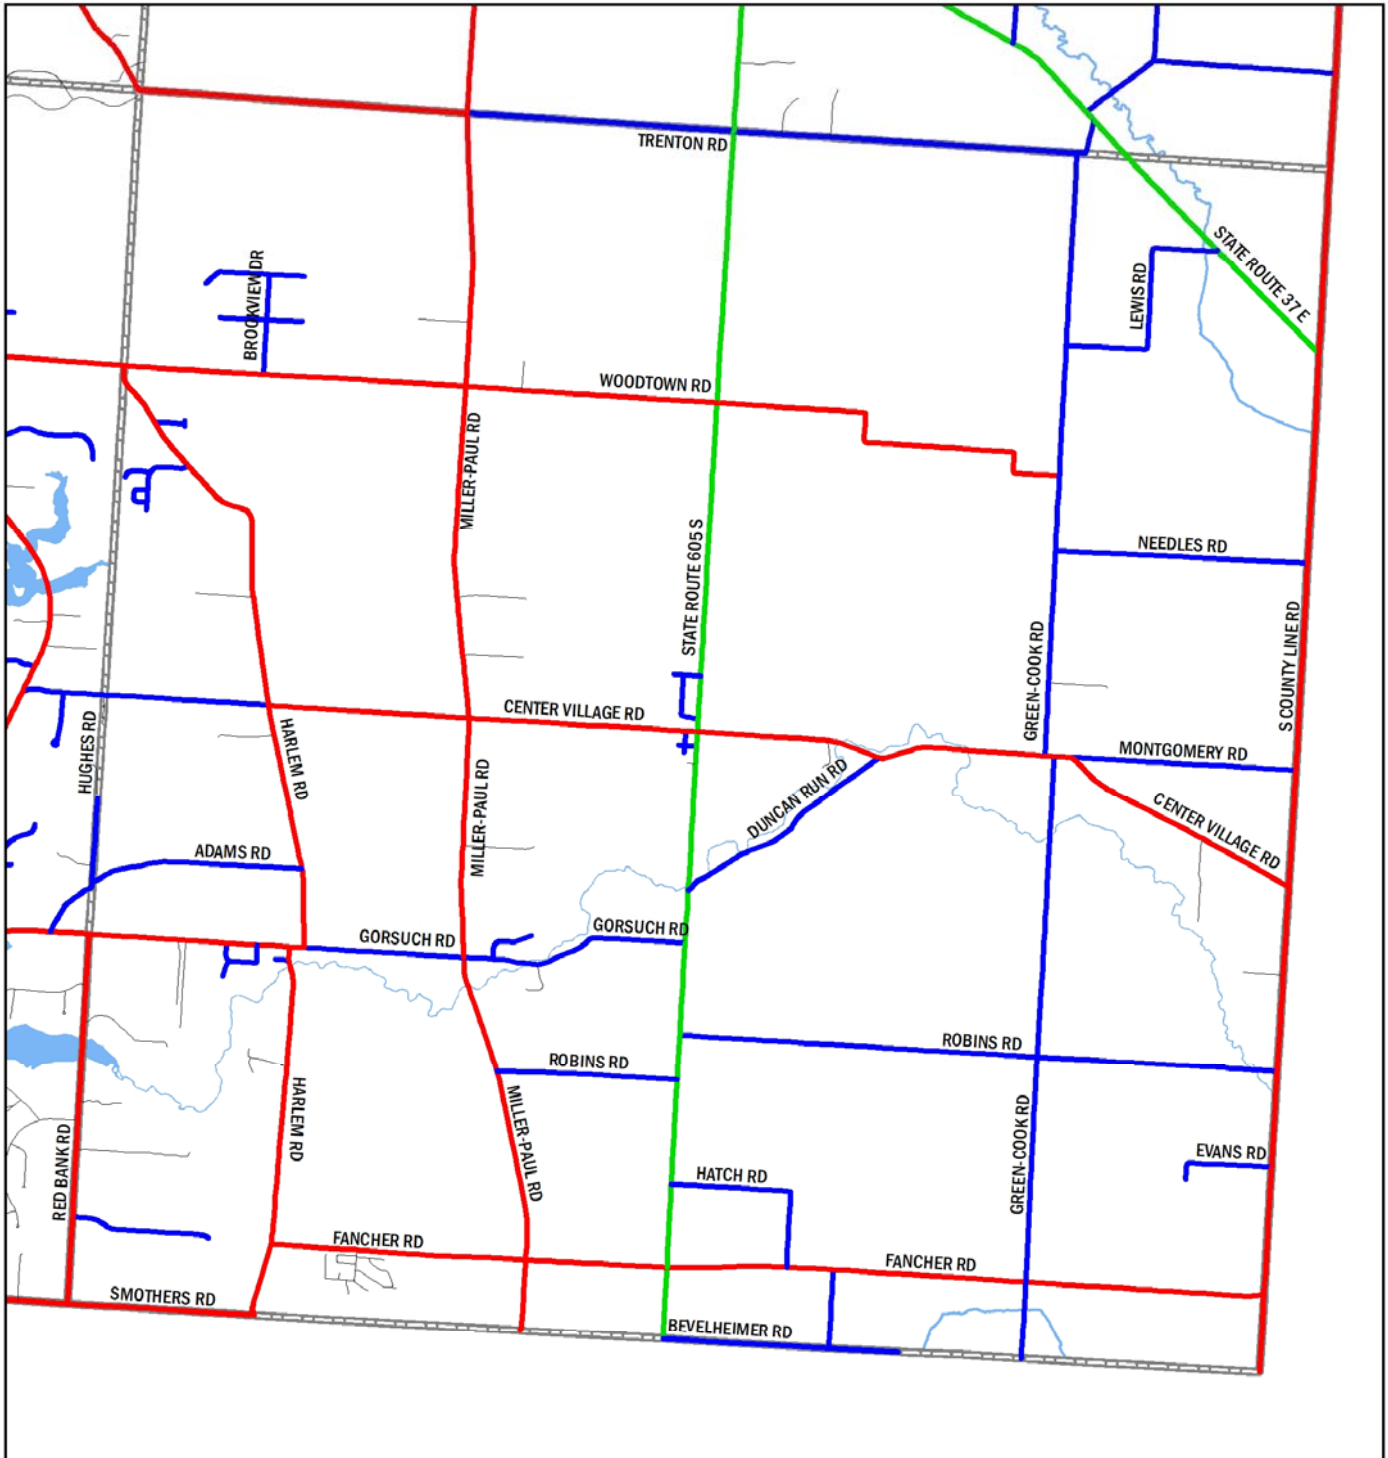 TRENTON RD
STATE ROUTE 37 E
LEWIS RD
BROOKVIEW DR
WOODTOWN RD
MILLER-PAUL RD
STATE ROUTE 605 S
NEEDLES RD
GREEN-COOK RD
S COUNTY LINE RD
CENTER VILLAGE RD
HUGHES RD
HARLEM RD
MONTGOMERY RD
DUNCAN RUN RD
MILLER-PAUL RD
CENTER VILLAGE RD
ADAMS RD
GORSUCH RD
GORSUCH RD
ROBINS RD
ROBINS RD
HARLEM RD
MILLER-PAUL RD
RED BANK RD
GREEN-COOK RD
EVANS RD
HATCH RD
FANCHER RD
FANCHER RD
SMOTHERS RD
BEVELHEIMER RD